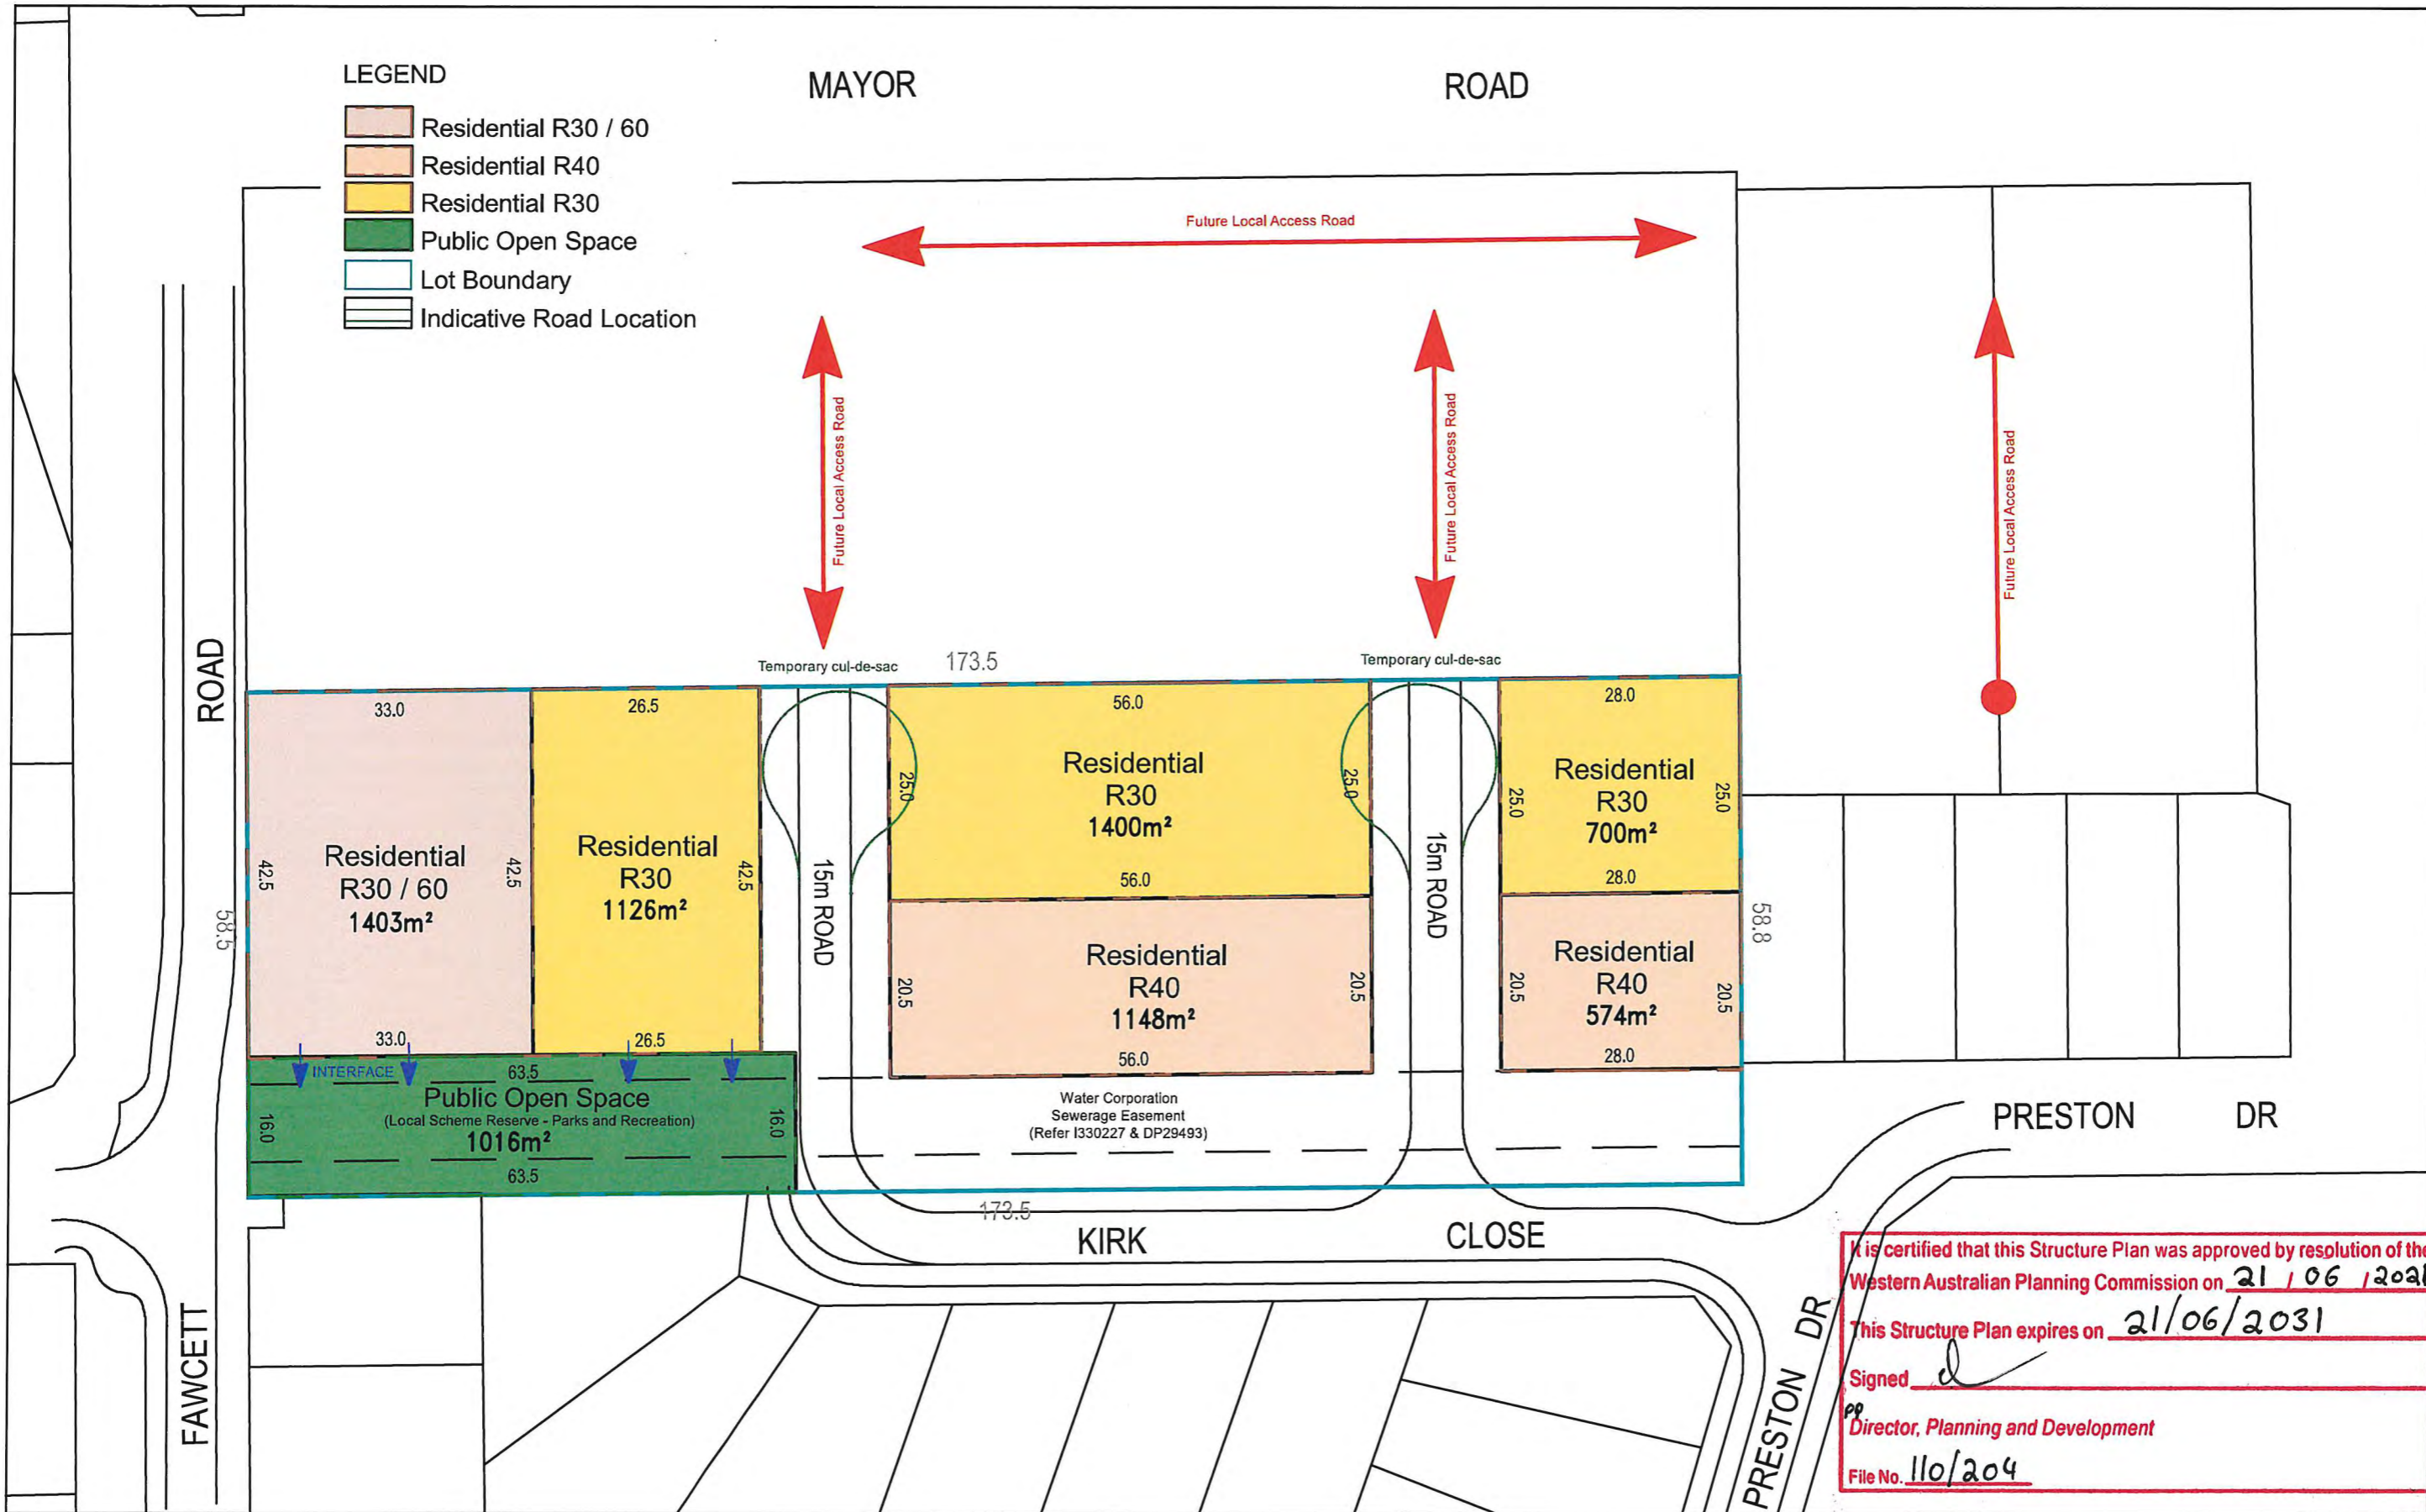 LEGEND
Residential R30 / 60
Residential R40
Residential R30
Public Open Space
Lot Boundary
Indicative Road Location
MAYOR
ROAD
Future Local Access Road
Future Local Access Road
Future Local Access Road
Future Local Access Road
ROAD
FAWCETT
58.5
Temporary cul-de-sac
173.5
Temporary cul-de-sac
33.0
42.5
Residential
R30 / 60
1403m²
42.5
33.0
26.5
Residential
R30
1126m²
42.5
26.5
15m ROAD
56.0
25.0
Residential
R30
1400m²
25.0
56.0
20.5
Residential
R40
1148m²
20.5
56.0
15m ROAD
28.0
25.0
Residential
R30
700m²
25.0
28.0
20.5
Residential
R40
574m²
20.5
28.0
58.8
INTERFACE
63.5
16.0
Public Open Space
(Local Scheme Reserve - Parks and Recreation)
1016m²
16.0
63.5
Water Corporation
Sewerage Easement
(Refer I330227 & DP29493)
173.5
KIRK
CLOSE
PRESTON
DR
PRESTON DR
It is certified that this Structure Plan was approved by resolution of the
Western Australian Planning Commission on 21 / 06 / 2021
This Structure Plan expires on 21/06/2031
Signed
pp
Director, Planning and Development
File No. 110/204